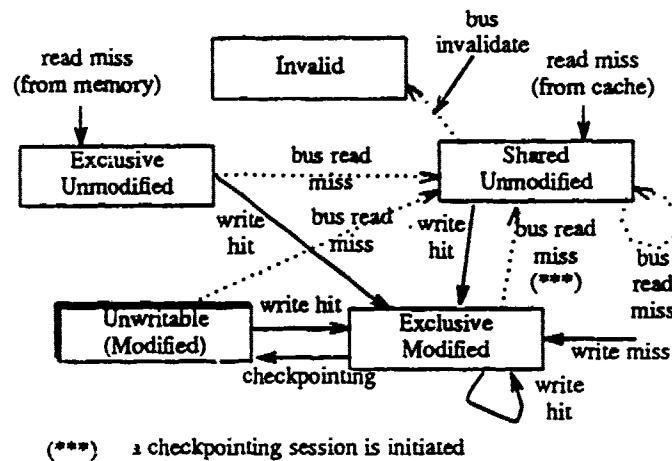 bus
invalidate
Invalid
read miss
(from memory)
read miss
(from cache)
Exclusive
Unmodified
bus read
miss
Shared
Unmodified
write
hit
bus read
miss
write
hit
bus read
miss
(***)
bus
read
miss
Unwritable
(Modified)
write hit
Exclusive
Modified
checkpointing
write miss
write
hit
(***) a checkpointing session is initiated